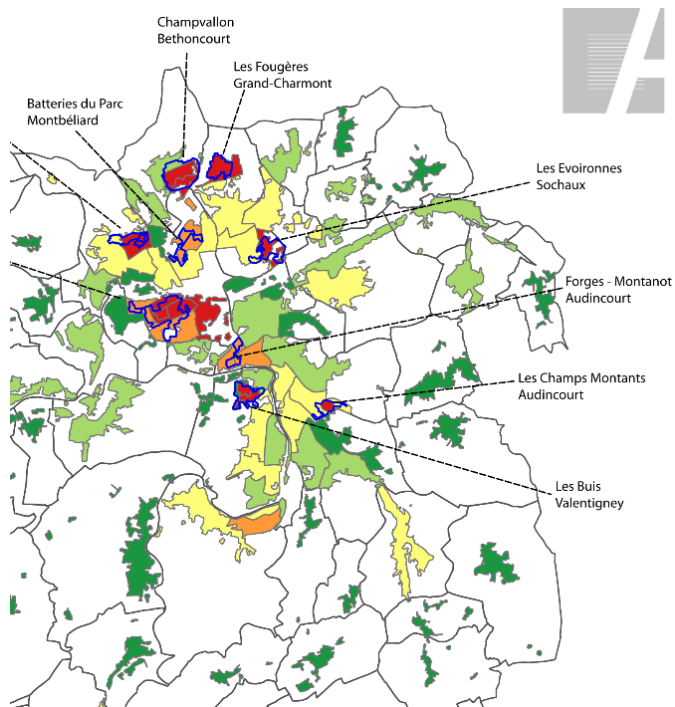 Champvallon
Bethoncourt
Les Fougères
Grand-Charmont
Batteries du Parc
Montbéliard
Les Evoironnes
Sochaux
Forges - Montanot
Audincourt
Les Champs Montants
Audincourt
Les Buis
Valentigney